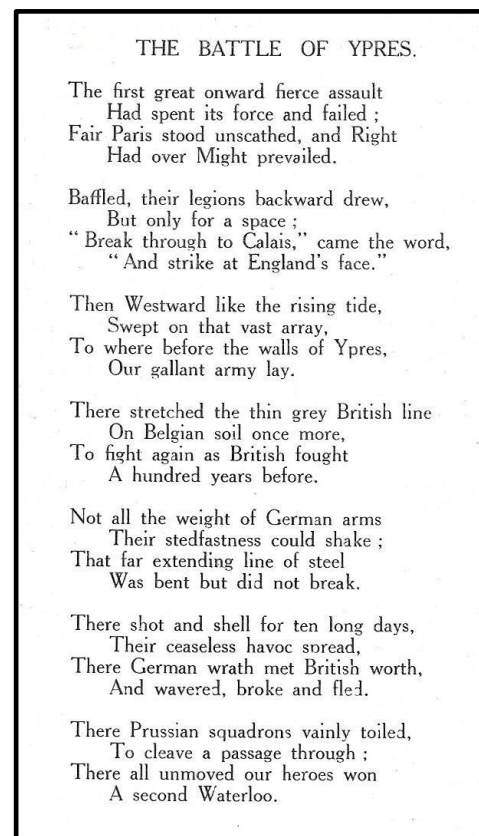 THE BATTLE OF YPRES.
The first great onward fierce assault
Had spent its force and failed ;
Fair Paris stood unscathed, and Right
Had over Might prevailed.
Baffled, their legions backward drew,
But only for a space ;
" Break through to Calais," came the word,
" And strike at England's face."
Then Westward like the rising tide,
Swept on that vast array,
To where before the walls of Ypres,
Our gallant army lay.
There stretched the thin grey British line
On Belgian soil once more,
To fight again as British fought
A hundred years before.
Not all the weight of German arms
Their stedfastness could shake ;
That far extending line of steel
Was bent but did not break.
There shot and shell for ten long days,
Their ceaseless havoc spread,
There German wrath met British worth,
And wavered, broke and fled.
There Prussian squadrons vainly toiled,
To cleave a passage through ;
There all unmoved our heroes won
A second Waterloo.